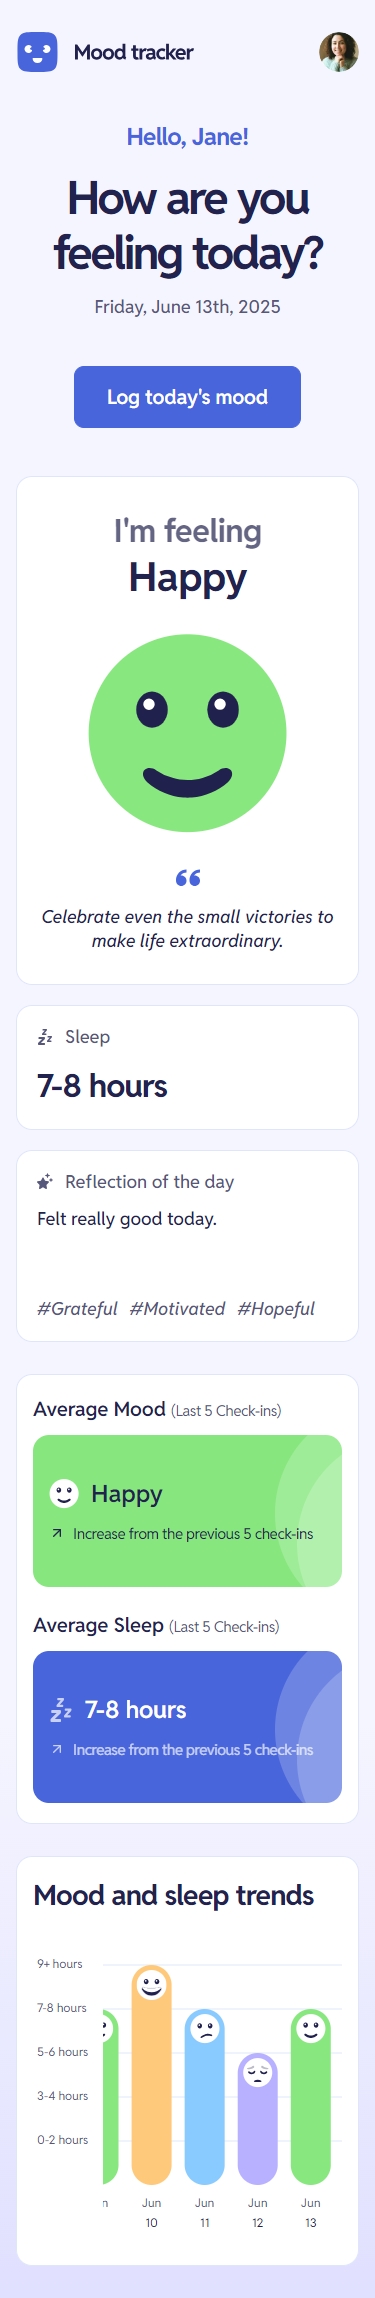 Mood tracker
Hello, Jane!
How are you
feeling today?
Friday, June 13th, 2025
Log today's mood
I'm feeling
Happy
“
Celebrate even the small victories to
make life extraordinary.
zzz Sleep
7-8 hours
Reflection of the day
Felt really good today.
#Grateful #Motivated #Hopeful
Average Mood (Last 5 Check-ins)
Happy
Increase from the previous 5 check-ins
Average Sleep (Last 5 Check-ins)
zzz 7-8 hours
Increase from the previous 5 check-ins
Mood and sleep trends
9+ hours
7-8 hours
5-6 hours
3-4 hours
0-2 hours
n Jun Jun Jun Jun
10 11 12 13